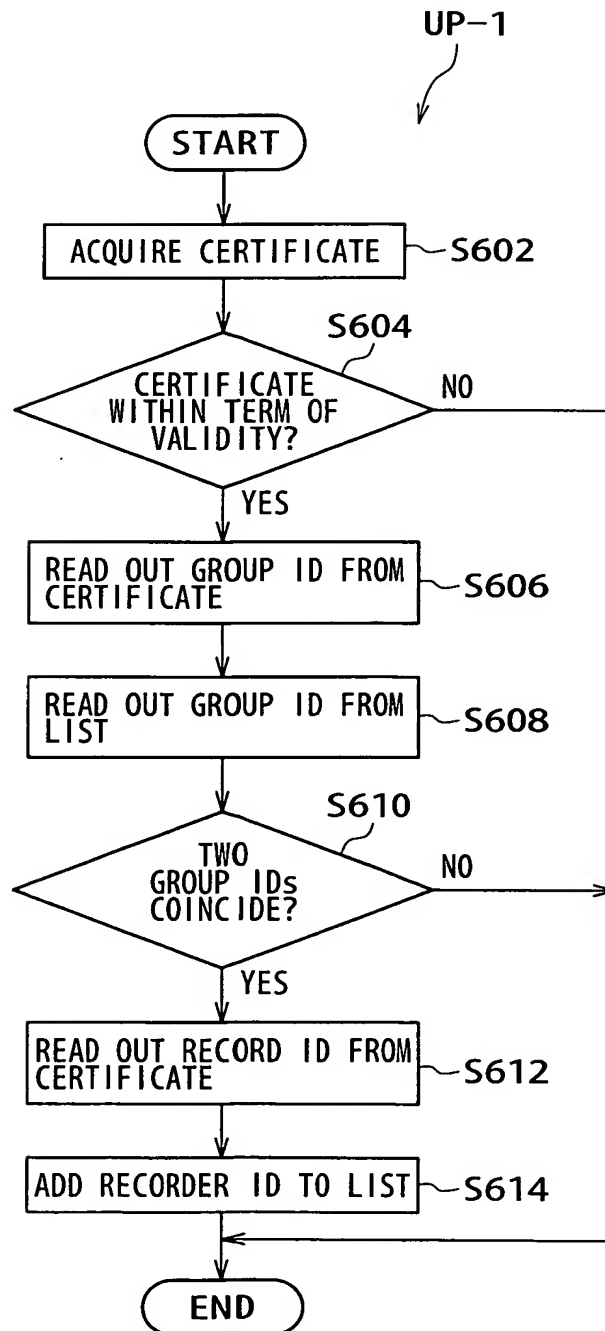 UP-1
START
ACQUIRE CERTIFICATE
S602
S604
CERTIFICATE
WITHIN TERM OF
VALIDITY?
NO
YES
READ OUT GROUP ID FROM
CERTIFICATE
S606
READ OUT GROUP ID FROM
LIST
S608
S610
TWO
GROUP IDs
COINCIDE?
NO
YES
READ OUT RECORD ID FROM
CERTIFICATE
S612
ADD RECORDER ID TO LIST
S614
END